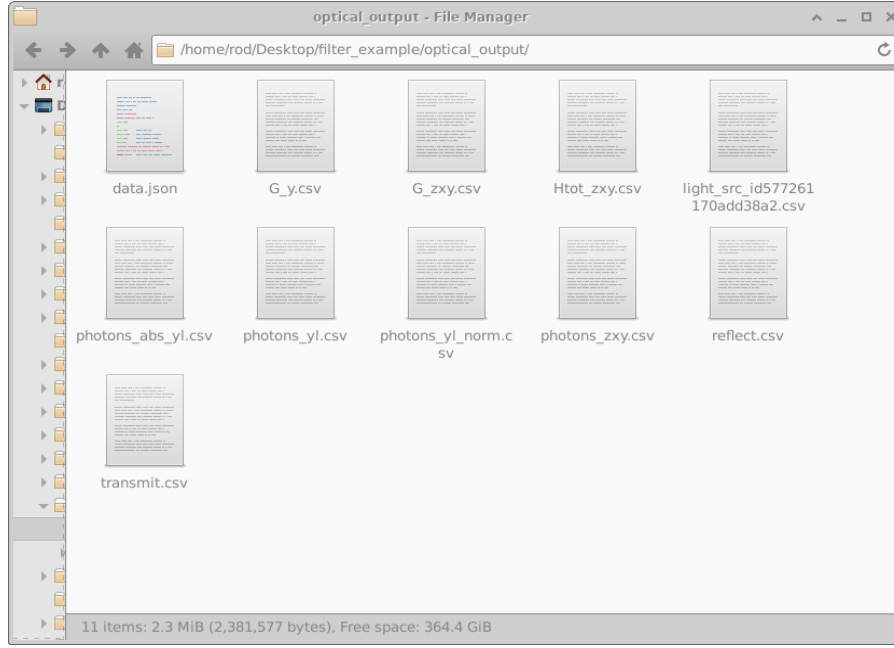 optical_output - File Manager
/home/rod/Desktop/filter_example/optical_output/
data.json
G_y.csv
G_zxy.csv
Htot_zxy.csv
light_src_id577261
170add38a2.csv
photons_abs_yl.csv
photons_yl.csv
photons_yl_norm.c
sv
photons_zxy.csv
reflect.csv
transmit.csv
11 items: 2.3 MiB (2,381,577 bytes), Free space: 364.4 GiB